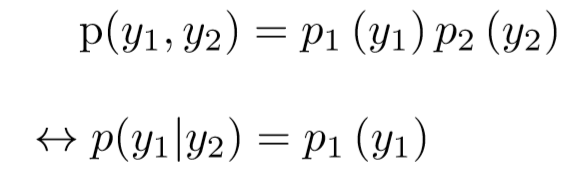 p(y₁, y₂) = p₁ (y₁) p₂ (y₂)
↔ p(y₁|y₂) = p₁ (y₁)